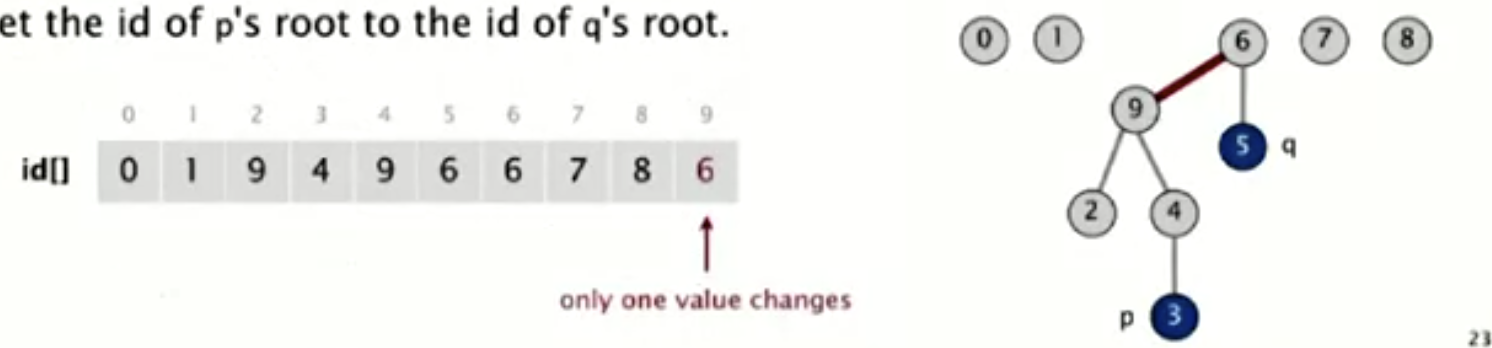 et the id of p's root to the id of q's root.
0 1 2 3 4 5 6 7 8 9
id[] 0 1 9 4 9 6 6 7 8 6
only one value changes
0 1 6 7 8
9
5 q
2 4
p 3
23